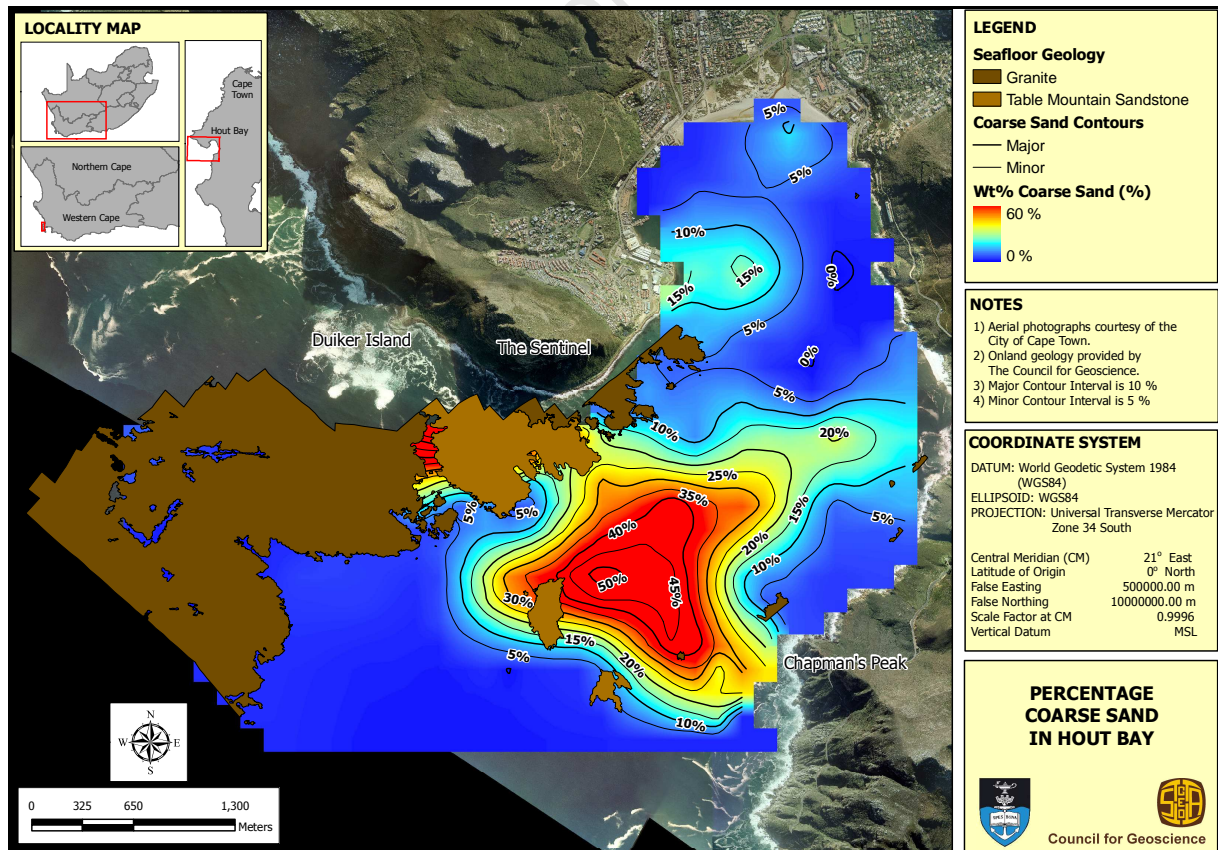 LOCALITY MAP
Cape
Town
Hout Bay
Northern Cape
Western Cape
Duiker Island
The Sentinel
Chapman's Peak
5%
5%
10%
15%
15%
5%
0%
0%
5%
10%
20%
25%
35%
40%
15%
5%
20%
10%
5%
5%
50%
45%
30%
15%
5%
20%
10%
N
W
E
S
0
325
650
1,300
Meters
LEGEND
Seafloor Geology
Granite
Table Mountain Sandstone
Coarse Sand Contours
Major
Minor
Wt% Coarse Sand (%)
60 %
0 %
NOTES
1) Aerial photographs courtesy of the
City of Cape Town.
2) Onland geology provided by
The Council for Geoscience.
3) Major Contour Interval is 10 %
4) Minor Contour Interval is 5 %
COORDINATE SYSTEM
DATUM: World Geodetic System 1984
(WGS84)
ELLIPSOID: WGS84
PROJECTION: Universal Transverse Mercator
Zone 34 South
Central Meridian (CM) 21° East
Latitude of Origin 0° North
False Easting 500000.00 m
False Northing 10000000.00 m
Scale Factor at CM 0.9996
Vertical Datum MSL
PERCENTAGE
COARSE SAND
IN HOUT BAY
Council for Geoscience